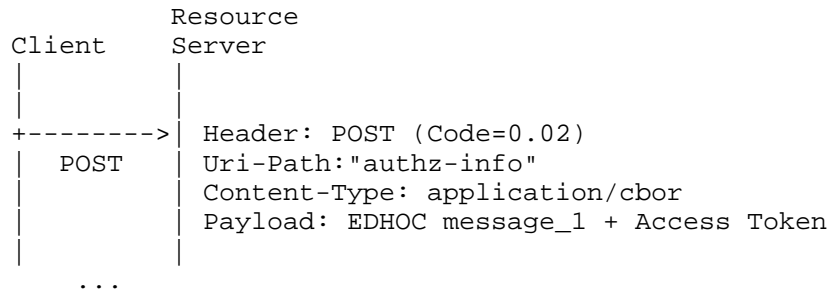 Resource
Client Server
Header: POST (Code=0.02)
POST Uri-Path:"authz-info"
Content-Type: application/cbor
Payload: EDHOC message_1 + Access Token
...